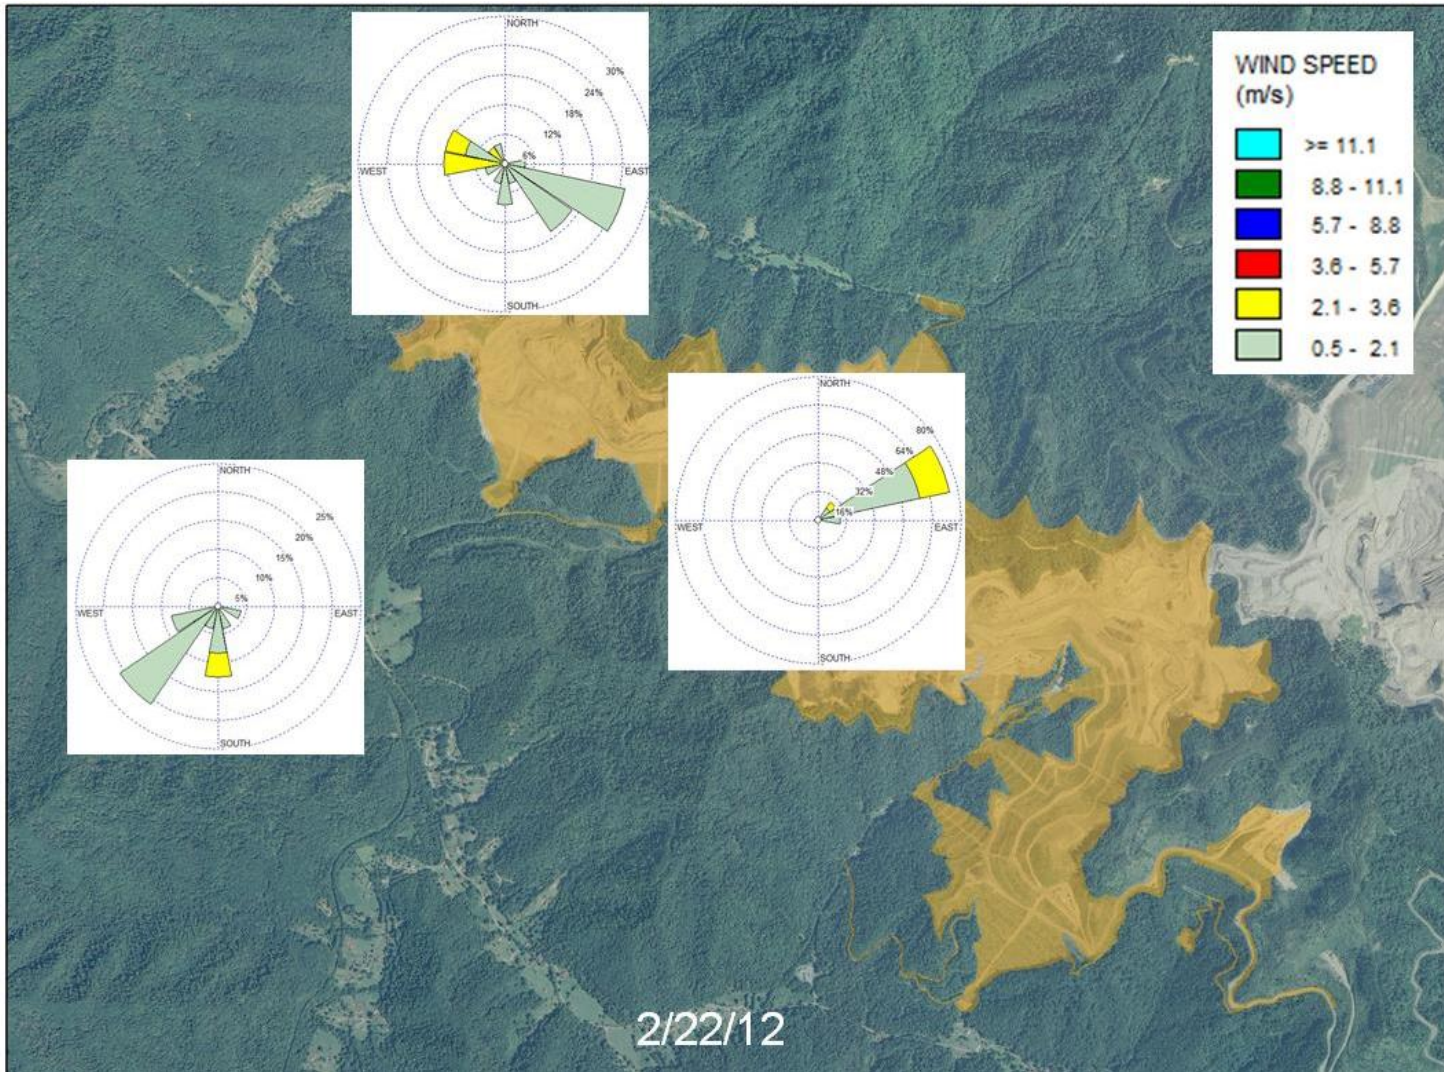 NORTH
30%
24%
18%
12%
6%
WEST
EAST
SOUTH
WIND SPEED
(m/s)
>= 11.1
8.8 - 11.1
5.7 - 8.8
3.6 - 5.7
2.1 - 3.6
0.5 - 2.1
NORTH
80%
64%
48%
32%
16%
WEST
EAST
SOUTH
NORTH
25%
20%
15%
10%
5%
WEST
EAST
SOUTH
2/22/12